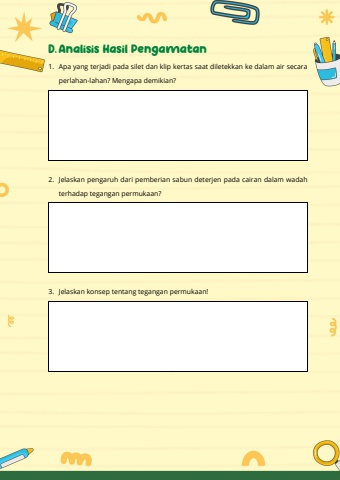 D. Analisis Hasil Pengamatan
1. Apa yang terjadi pada silet dan klip kertas saat diletekkan ke dalam air secara
perlahan-lahan? Mengapa demikian?
2. Jelaskan pengaruh dari pemberian sabun deterjen pada cairan dalam wadah
terhadap tegangan permukaan?
3. Jelaskan konsep tentang tegangan permukaan!